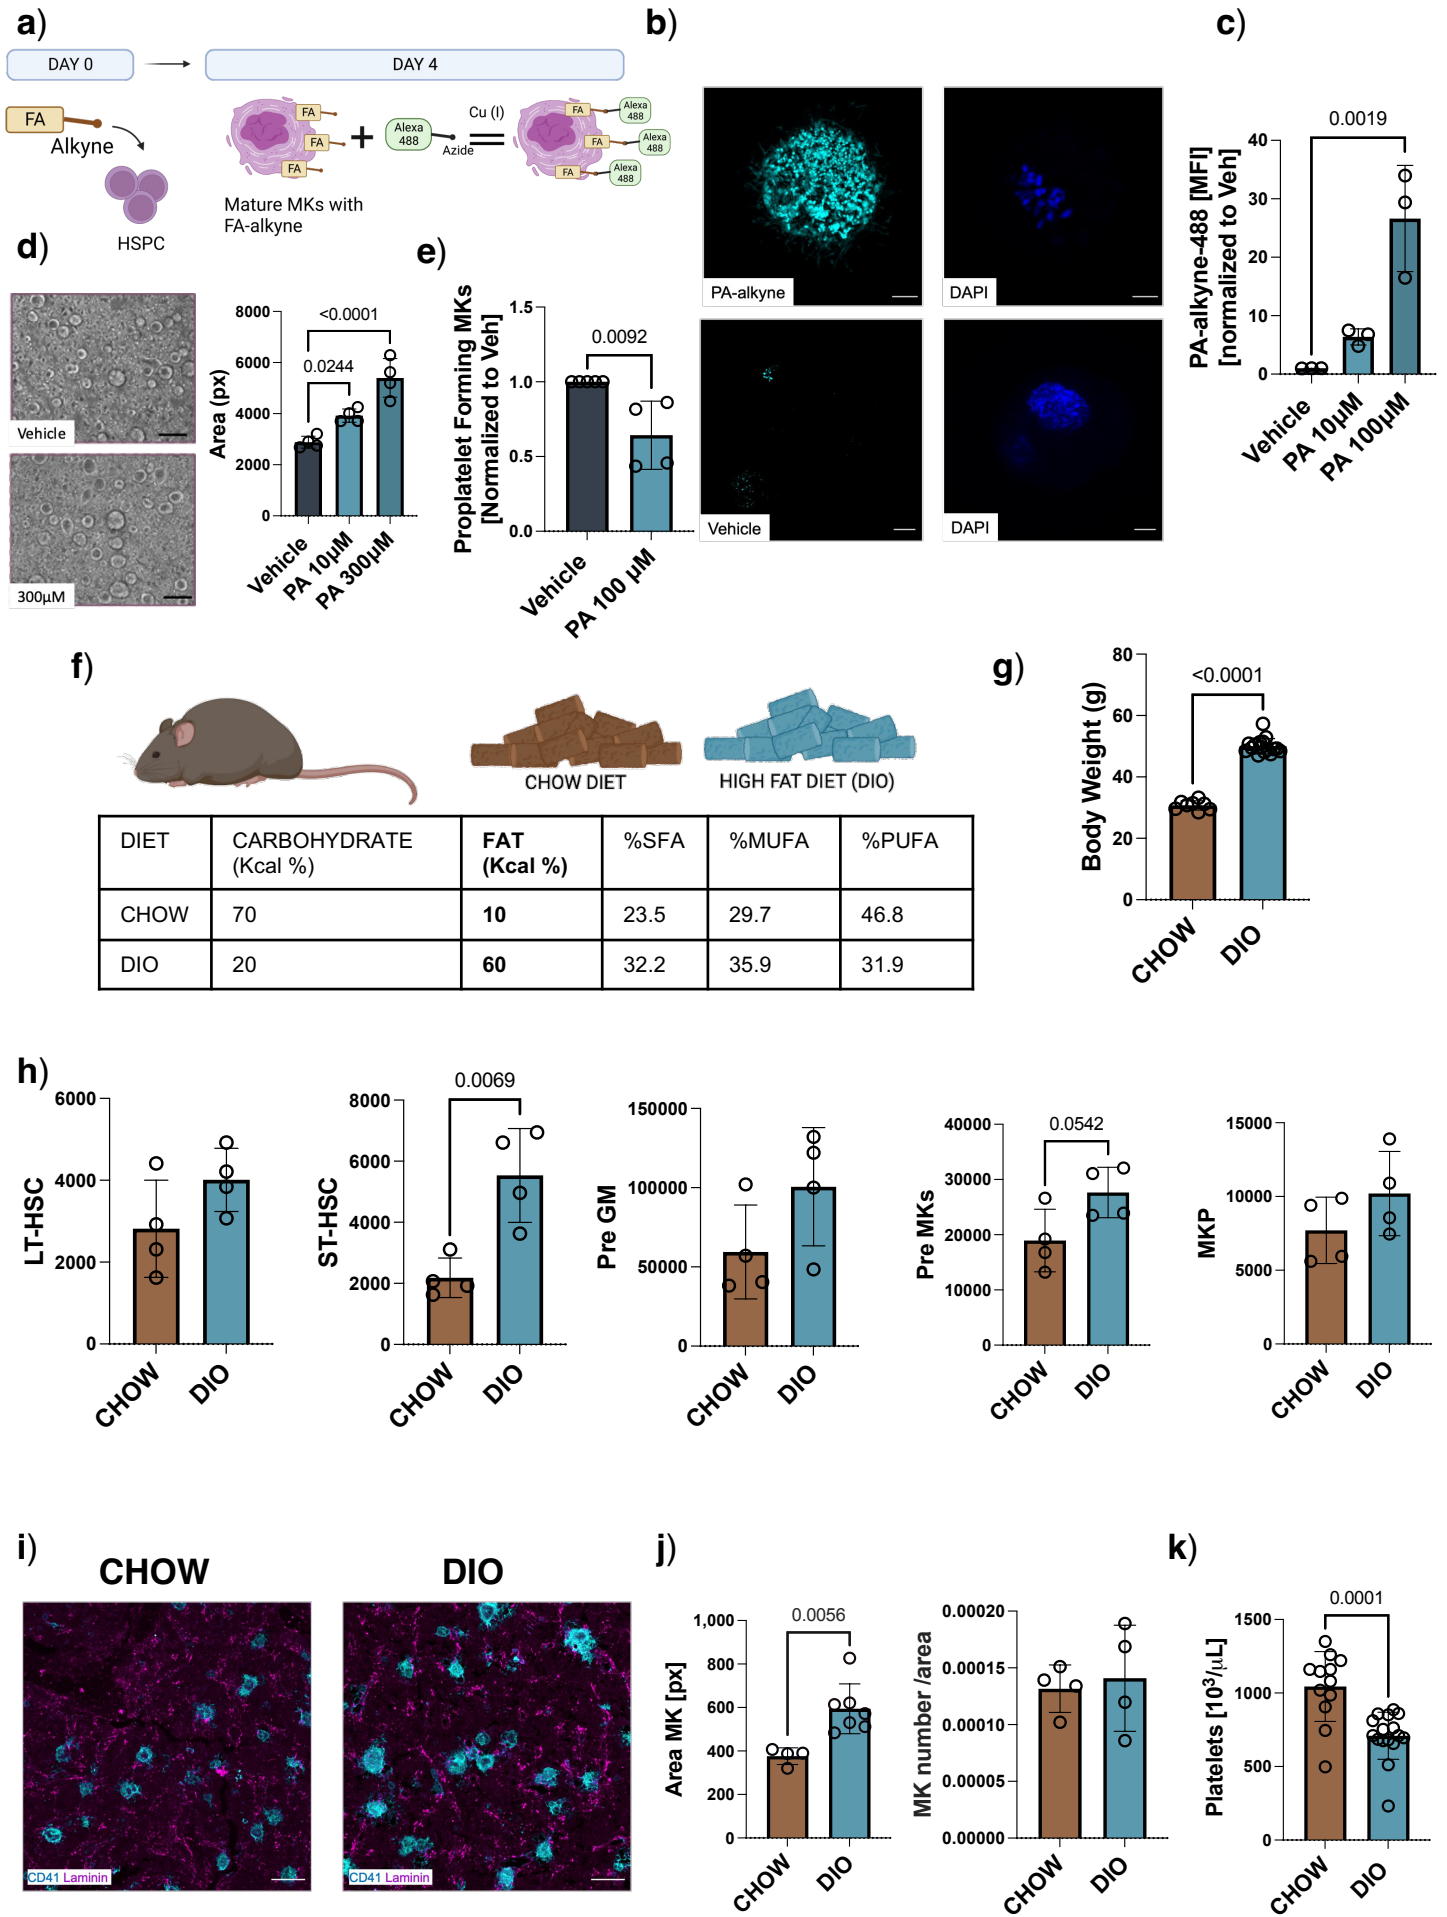 a)
DAY 0
DAY 4
FA
Alkyne
HSPC
FA
FA
FA
Mature MKs with
FA-alkyne
Alexa
488
Azide
Cu (I)
FA
FA
FA
Alexa
488
Alexa
488
Alexa
488
b)
PA-alkyne
DAPI
Vehicle
DAPI
c)
PA-alkyne-488 [MFI]
[normalized to Veh]
0.0019
40
30
20
10
0
Vehicle
PA 10µM
PA 100µM
d)
Vehicle
300µM
Area (px)
8000
6000
4000
2000
0
<0.0001
0.0244
Vehicle
PA 10µM
PA 300µM
e)
Proplatelet Forming MKs
[Normalized to Veh]
1.5
1.0
0.5
0.0
0.0092
Vehicle
PA 100 µM
f)
CHOW DIET
HIGH FAT DIET (DIO)
DIET CARBOHYDRATE (Kcal %) FAT (Kcal %) %SFA %MUFA %PUFA
CHOW 70 10 23.5 29.7 46.8
DIO 20 60 32.2 35.9 31.9
g)
Body Weight (g)
80
60
40
20
0
<0.0001
CHOW
DIO
h)
LT-HSC
6000
4000
2000
0
CHOW
DIO
ST-HSC
8000
6000
4000
2000
0
0.0069
CHOW
DIO
Pre GM
150000
100000
50000
0
CHOW
DIO
Pre MKs
40000
30000
20000
10000
0
0.0542
CHOW
DIO
MKP
15000
10000
5000
0
CHOW
DIO
i)
CHOW
DIO
CD41 Laminin
CD41 Laminin
j)
Area MK [px]
1,000
800
600
400
200
0
0.0056
CHOW
DIO
MK number /area
0.00020
0.00015
0.00010
0.00005
0.00000
CHOW
DIO
k)
Platelets [10³/µL]
1500
1000
500
0
0.0001
CHOW
DIO